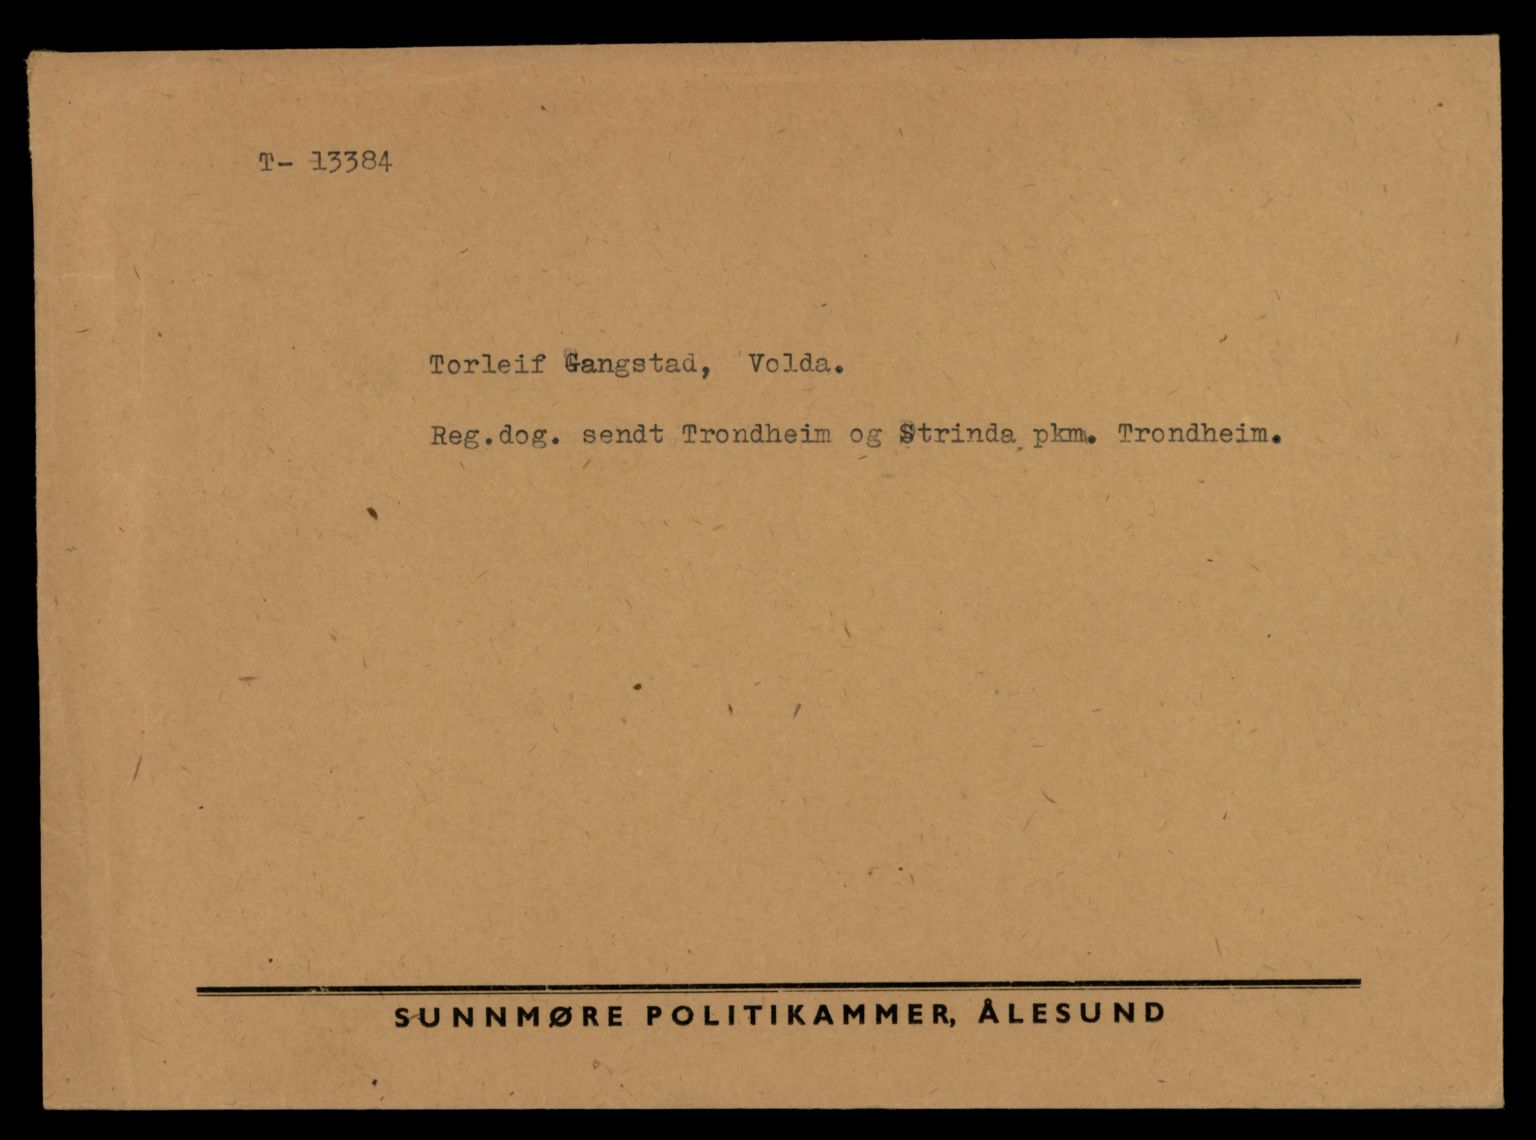 T- 13384
Torleif Gangstad, Volda.
Reg.dog. sendt Trondheim og Strinda pkm. Trondheim.
SUNNMØRE POLITIKAMMER, ÅLESUND